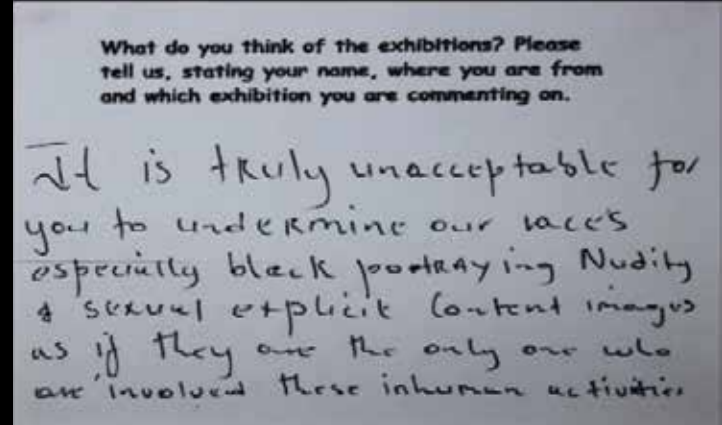 What do you think of the exhibitions? Please
tell us, stating your name, where you are from
and which exhibition you are commenting on.
It is truly unacceptable for
you to undermine our races
especially black portraying Nudity
& sexual explicit Content images
as if they are the only one who
are involved these inhuman activities